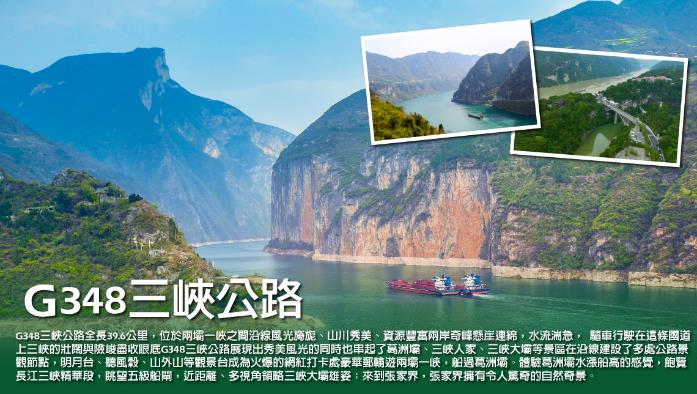 G348三峽公路
G348三峽公路全長39.6公里，位於兩壩一峽之間沿線風光旖旎、山川秀美、資源豐富兩岸奇峰懸崖連綿，水流湍急， 驅車行駛在這條國道
上三峽的壯闊與陵峻盡收眼底G348三峽公路展現出秀美風光的同時也串起了葛洲壩、三峽人家、三峽大壩等景區在沿線建設了多處公路景
觀節點，明月台、聽風穀、山外山等觀景台成為火爆的網紅打卡處豪華郵輪遊兩壩一峽，船過葛洲壩。體驗葛洲壩水漲船高的感覺，飽覽
長江三峽精華段，眺望五級船閘，近距離、多視角領略三峽大壩雄姿；來到張家界，張家界擁有令人驚奇的自然奇景。